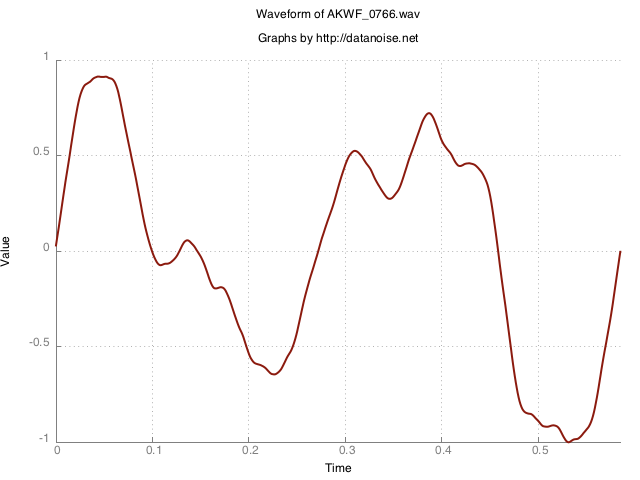 Waveform of AKWF_0766.wav
Graphs by http://datanoise.net
1
0.5
0
-0.5
-1
Value
0 0.1 0.2 0.3 0.4 0.5
Time